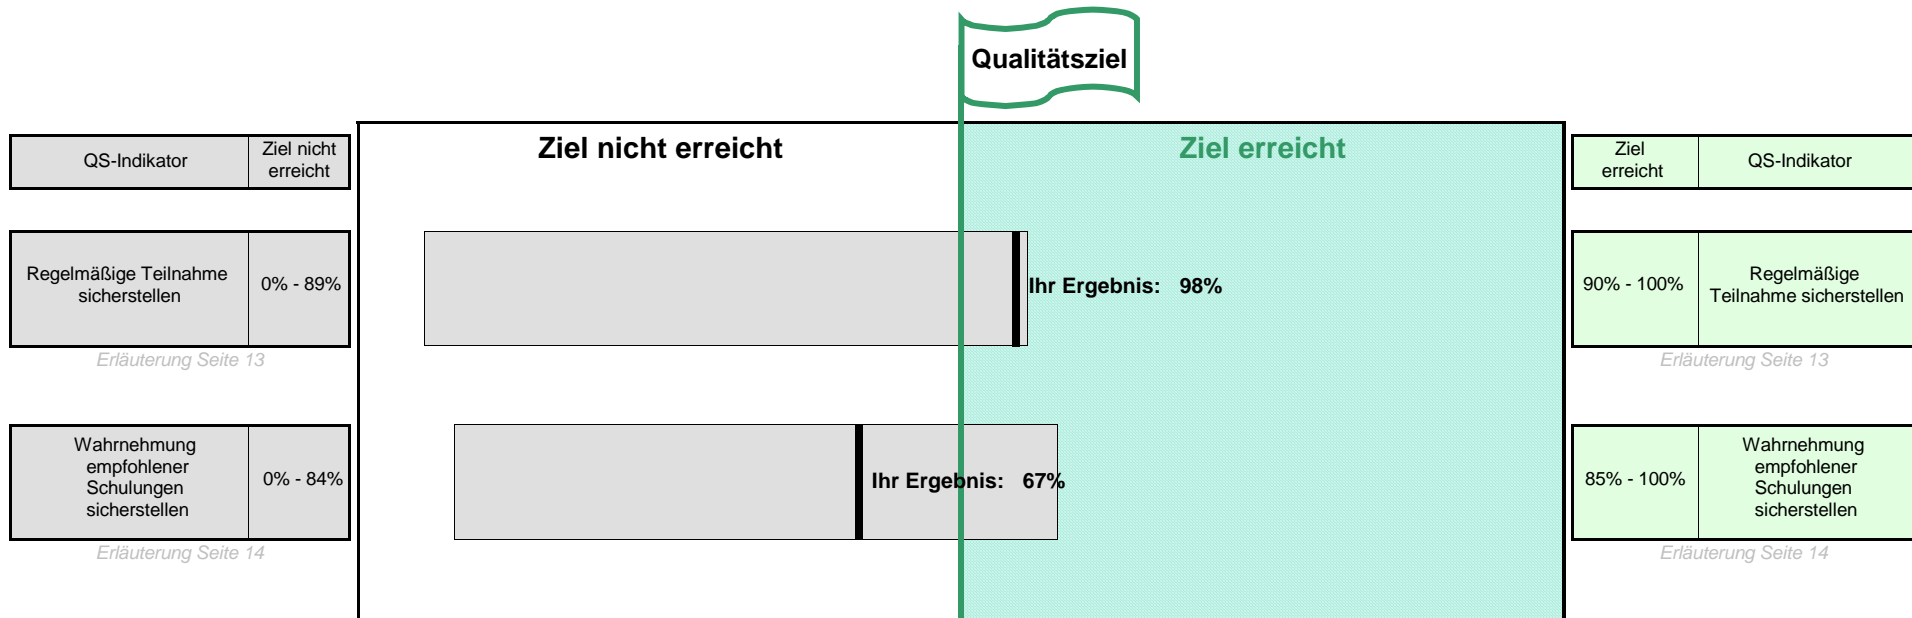 Qualitätsziel
QS-Indikator
Ziel nicht
erreicht
Ziel nicht erreicht
Ziel erreicht
Ziel
erreicht
QS-Indikator
Regelmäßige Teilnahme
sicherstellen
0% - 89%
Ihr Ergebnis: 98%
90% - 100%
Regelmäßige
Teilnahme sicherstellen
Erläuterung Seite 13
Erläuterung Seite 13
Wahrnehmung
empfohlener
Schulungen
sicherstellen
0% - 84%
Ihr Ergebnis: 67%
85% - 100%
Wahrnehmung
empfohlener
Schulungen
sicherstellen
Erläuterung Seite 14
Erläuterung Seite 14